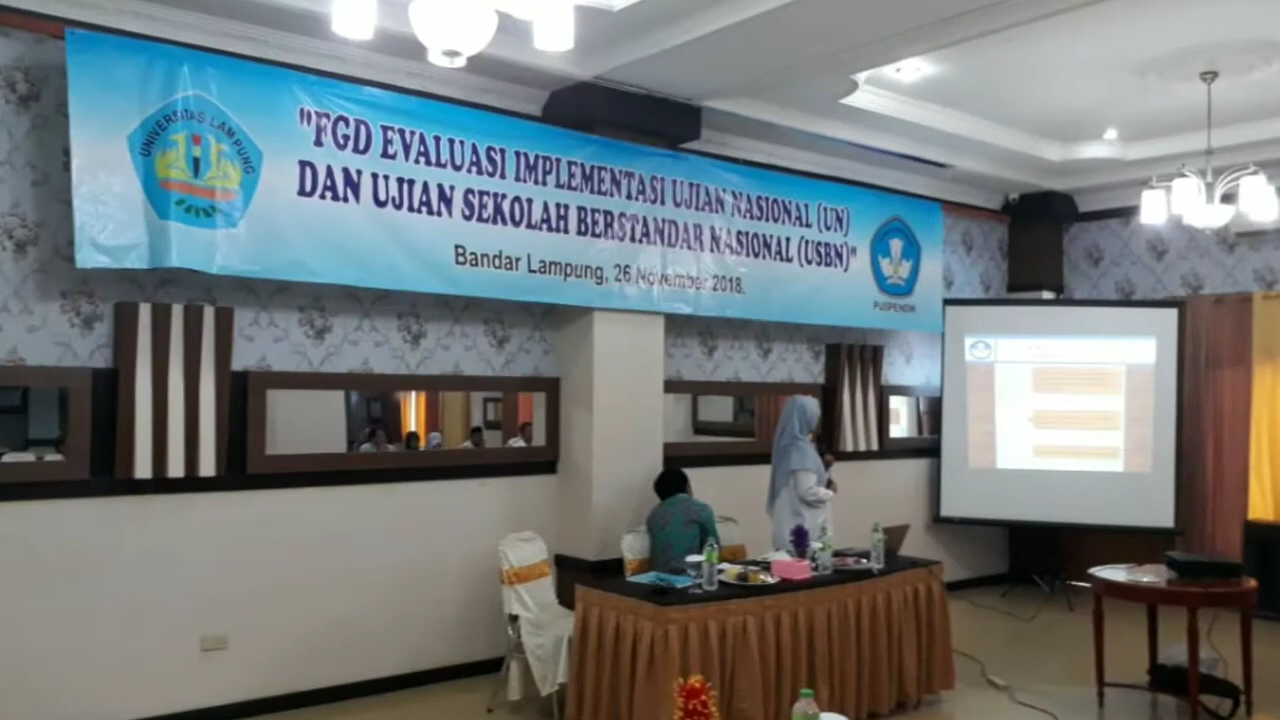 UNIVERSITAS LAMPUNG
"FGD EVALUASI IMPLEMENTASI UJIAN NASIONAL (UN)
DAN UJIAN SEKOLAH BERSTANDAR NASIONAL (USBN)"
Bandar Lampung, 26 November 2018.
PUSPENDIK